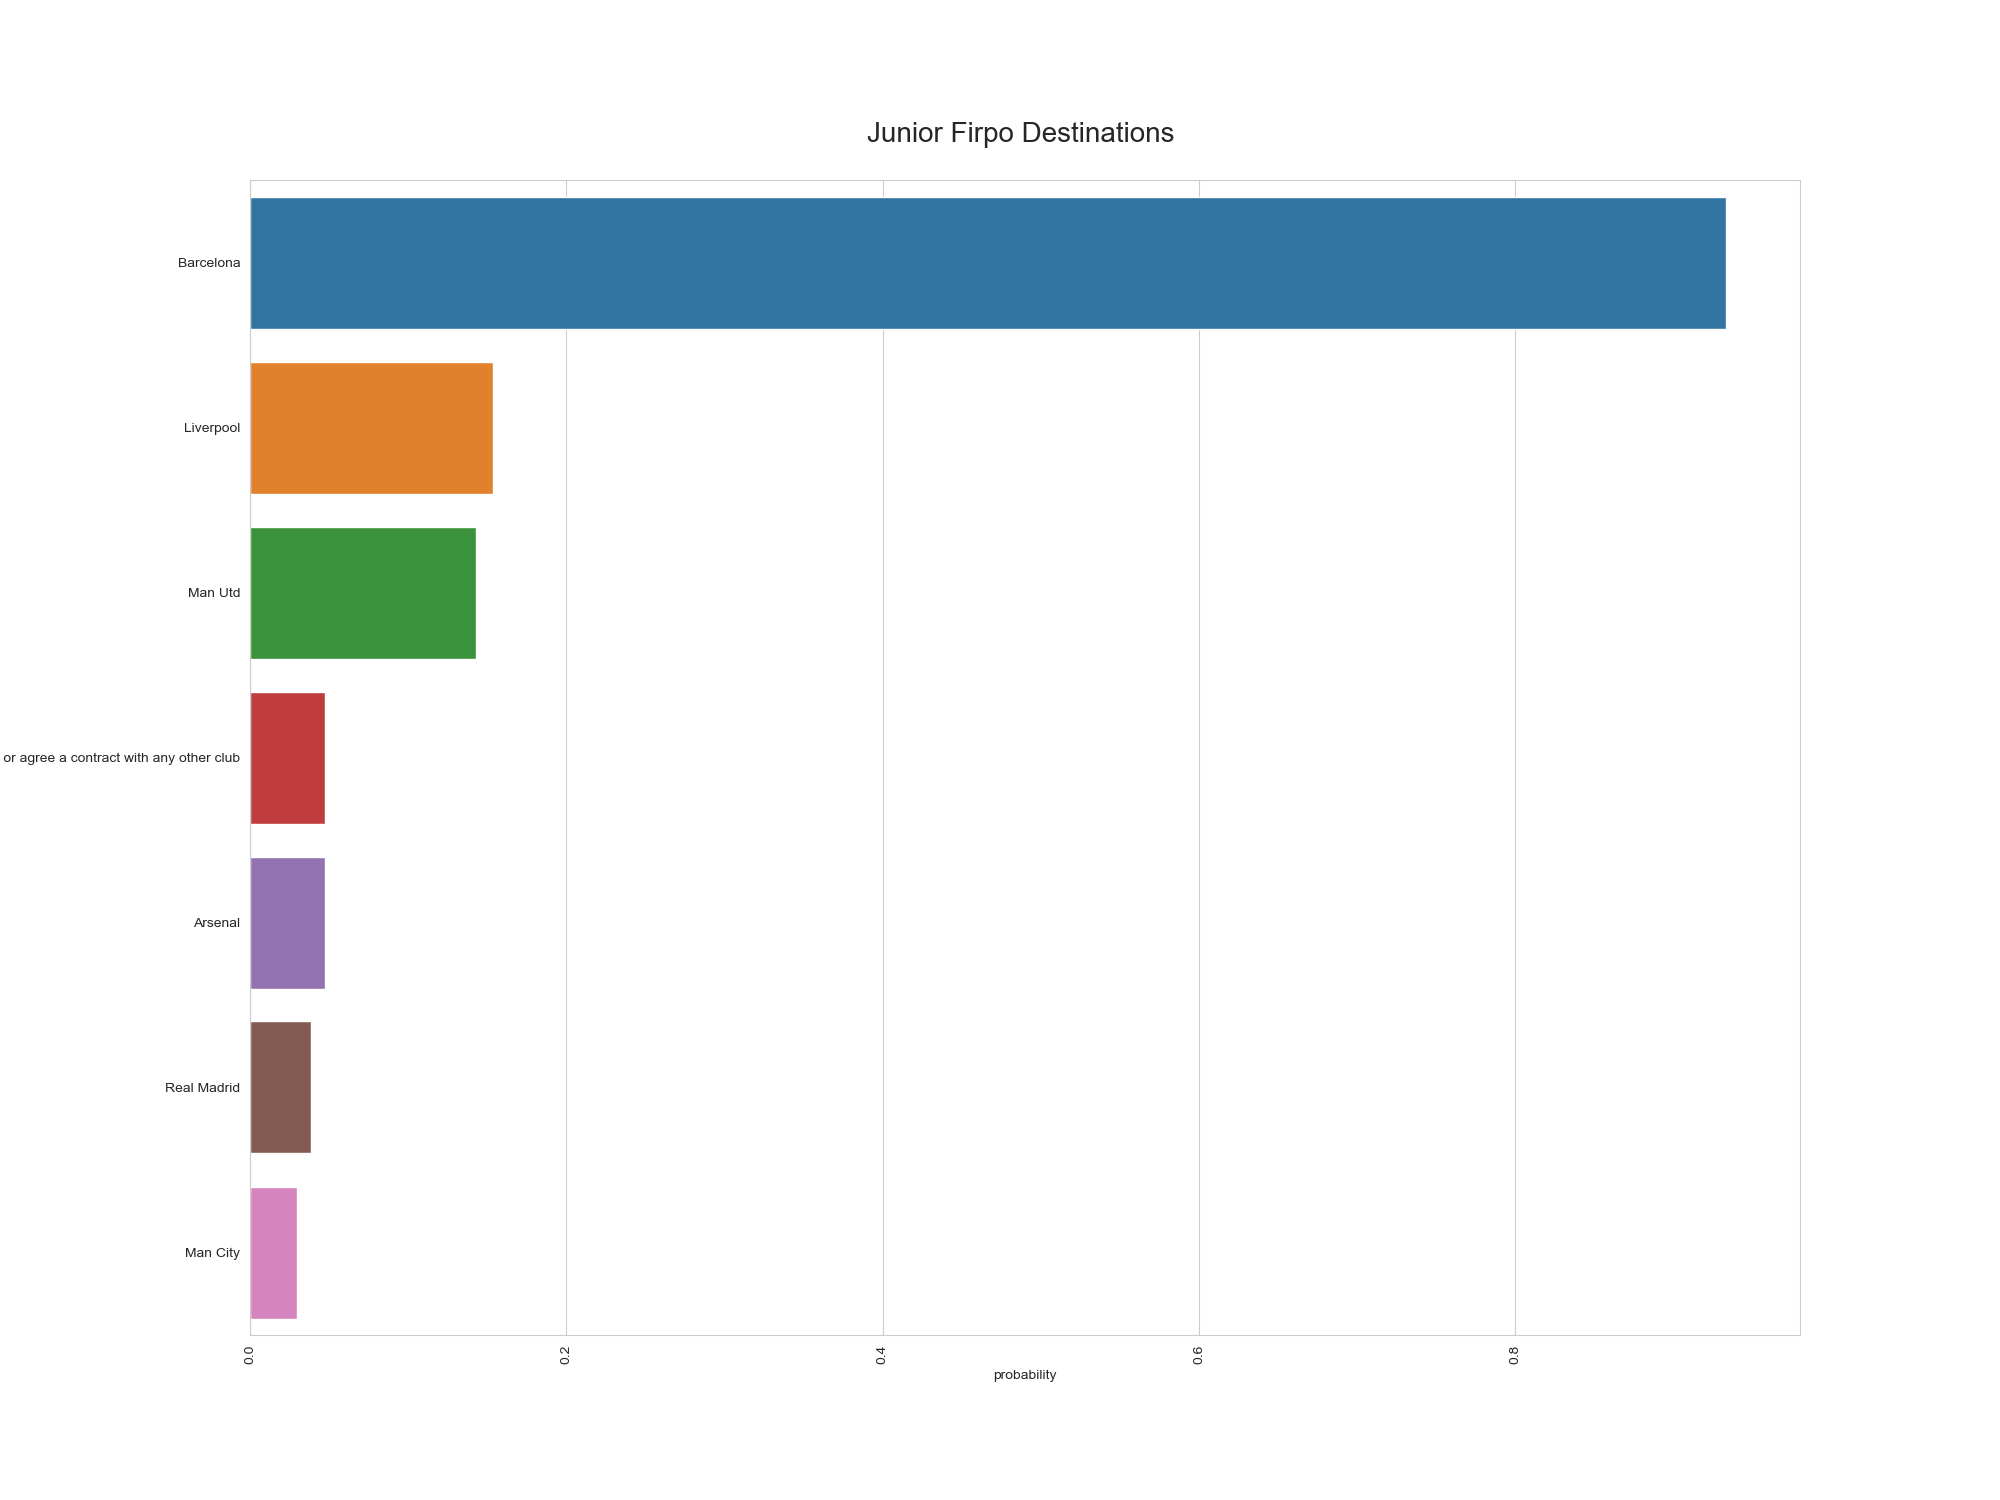 Junior Firpo Destinations
Barcelona
Liverpool
Man Utd
or agree a contract with any other club
Arsenal
Real Madrid
Man City
0.0
0.2
0.4
0.6
0.8
probability